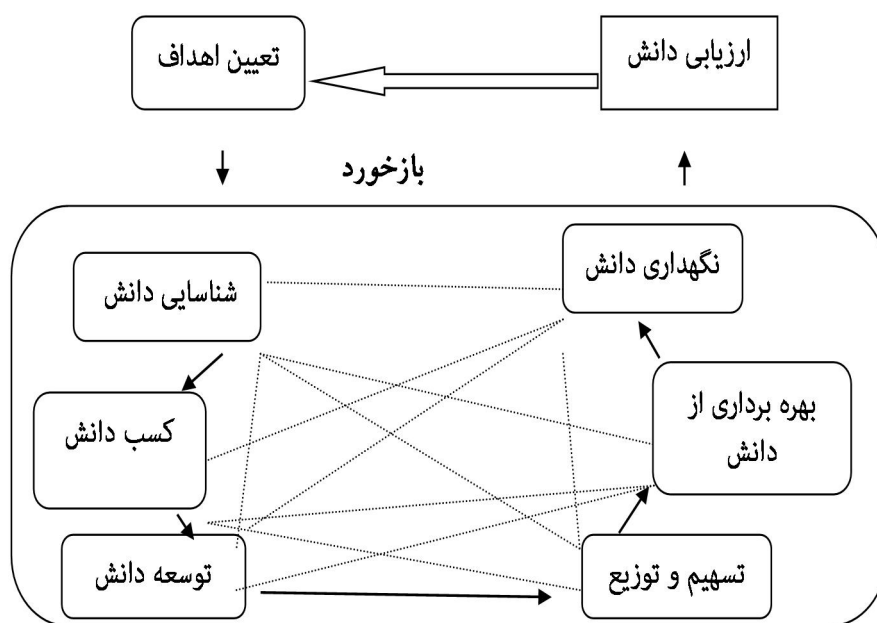 ارزیابی دانش
تعیین اهداف
بازخورد
نگهداری دانش
شناسایی دانش
بهره برداری از
دانش
کسب دانش
تسهیم و توزیع
توسعه دانش